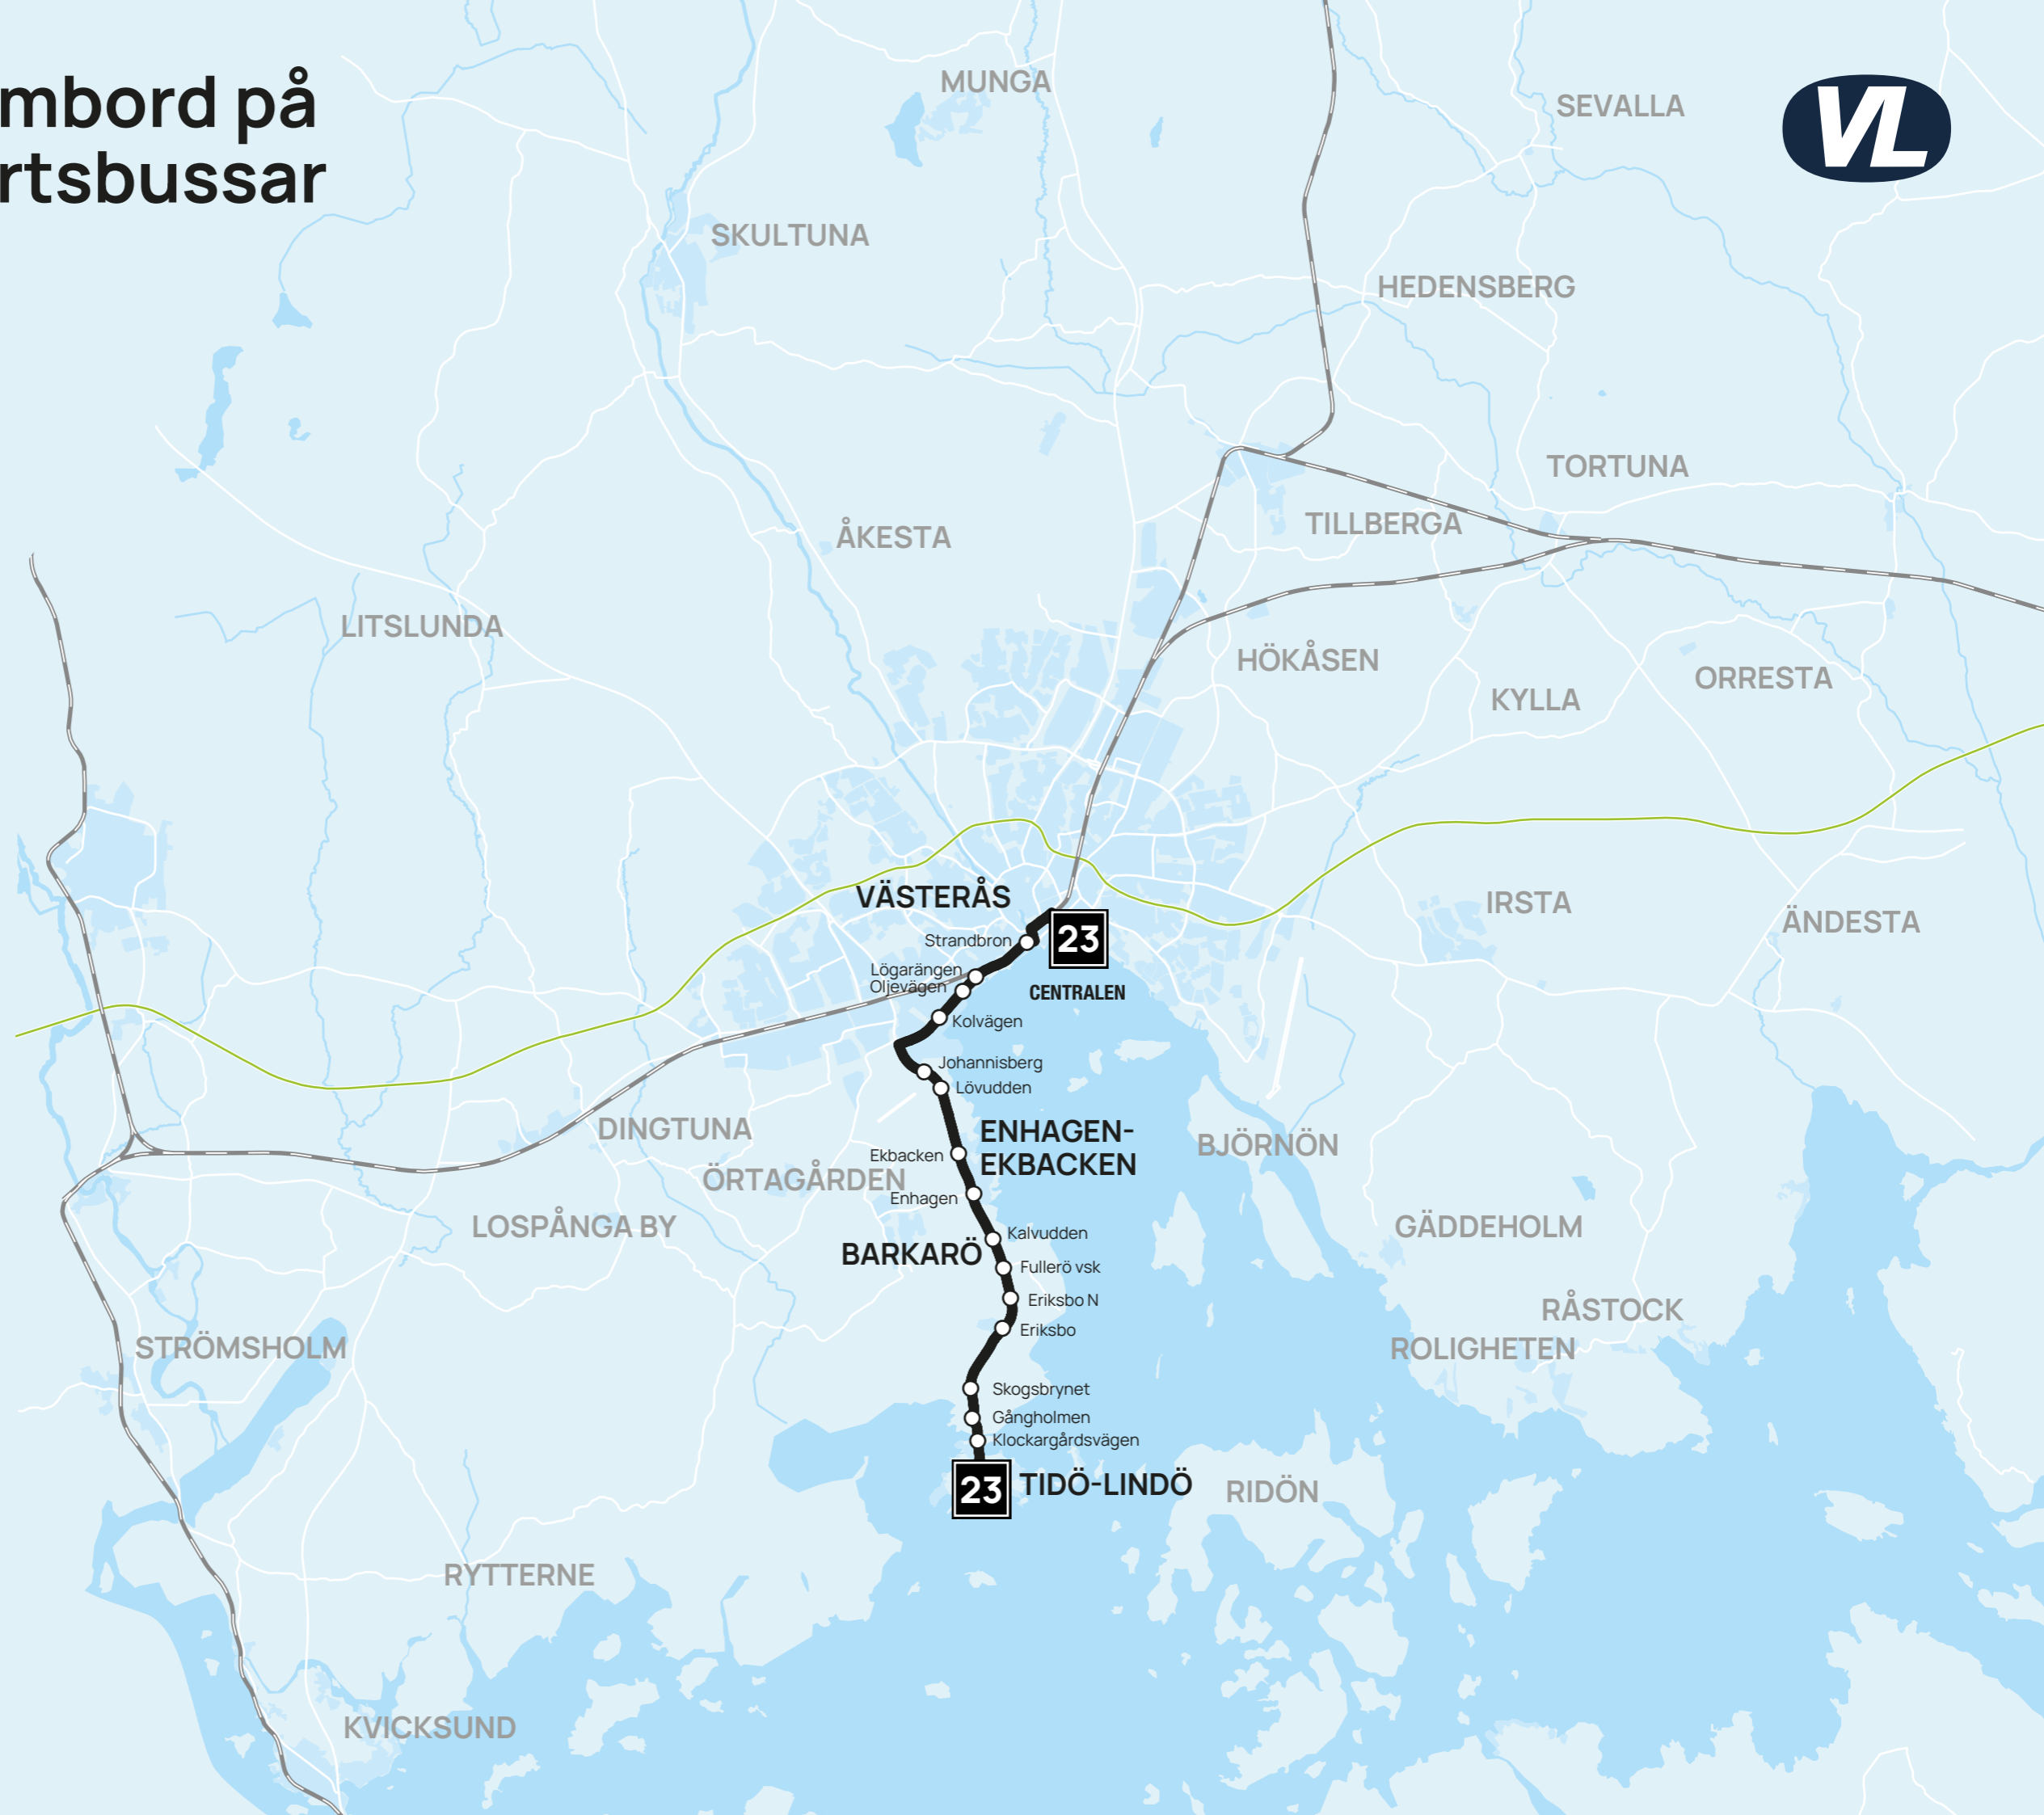 mbord på
rtsbussar
VL
MUNGA
SEVALLA
SKULTUNA
HEDENSBERG
TORTUNA
TILLBERGA
ÅKESTA
LITSLUNDA
HÖKÅSEN
ORRESTA
KYLLA
VÄSTERÅS
IRSTA
ÄNDESTA
Strandbron
23
Lögarängen
Oljevägen
CENTRALEN
Kolvägen
Johannisberg
Lövudden
DINGTUNA
ENHAGEN-
EKBACKEN
BJÖRNÖN
Ekbacken
ÖRTAGÅRDEN
Enhagen
LOSPÅNGA BY
GÄDDEHOLM
Kalvudden
BARKARÖ
Fullerö vsk
Eriksbo N
RÅSTOCK
Eriksbo
STRÖMSHOLM
ROLIGHETEN
Skogsbrynet
Gångholmen
Klockargårdsvägen
23
TIDÖ-LINDÖ
RIDÖN
RYTTERNE
KVICKSUND